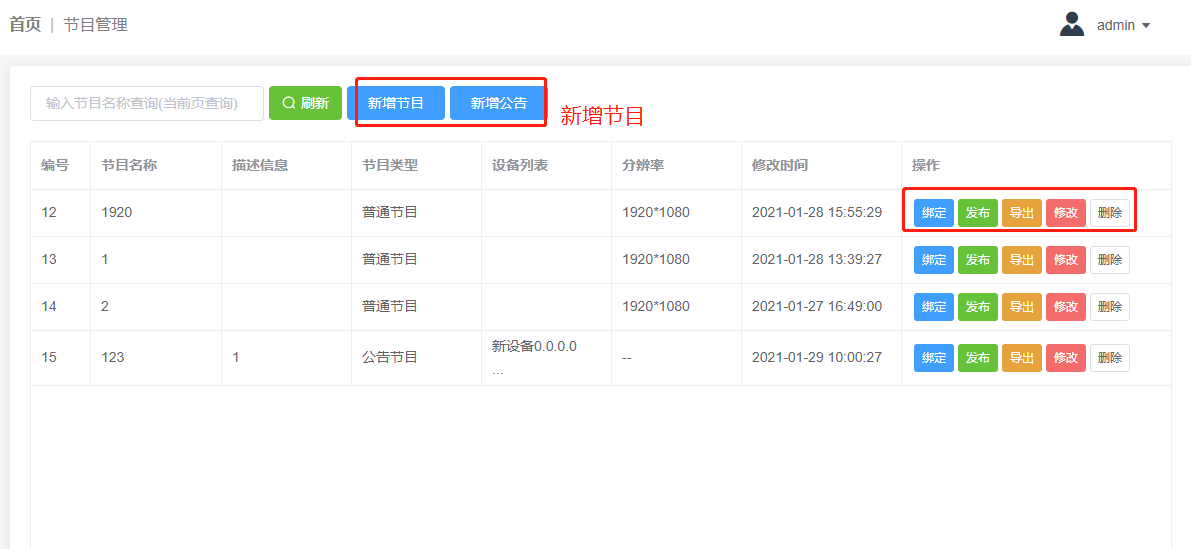 首页 | 节目管理
admin
输入节目名称查询(当前页查询) 刷新 新增节目 新增公告 新增节目
编号 节目名称 描述信息 节目类型 设备列表 分辨率 修改时间 操作
12 1920 普通节目 1920*1080 2021-01-28 15:55:29 绑定 发布 导出 修改 删除
13 1 普通节目 1920*1080 2021-01-28 13:39:27 绑定 发布 导出 修改 删除
14 2 普通节目 1920*1080 2021-01-27 16:49:00 绑定 发布 导出 修改 删除
15 123 1 公告节目 新设备0.0.0.0 -- 2021-01-29 10:00:27 绑定 发布 导出 修改 删除
...